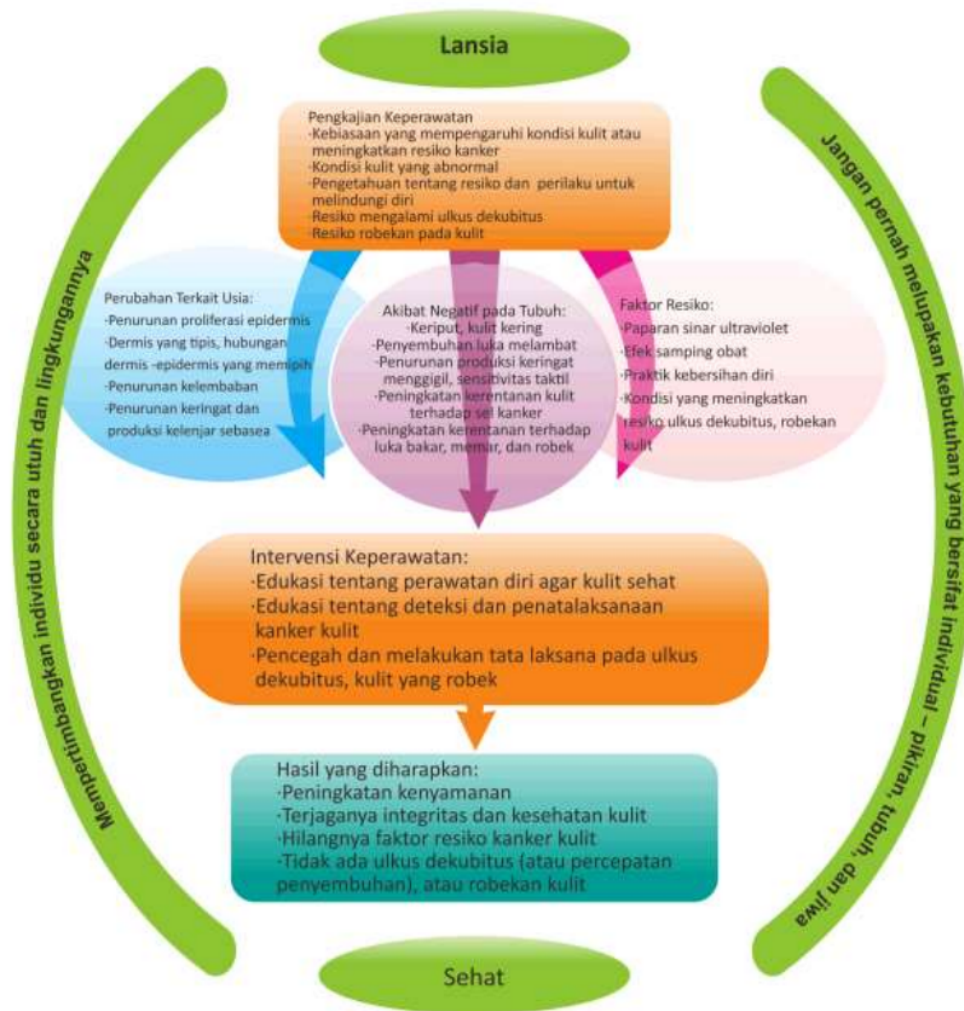 Lansia
Pengkajian Keperawatan
·Kebiasaan yang mempengaruhi kondisi kulit atau
meningkatkan resiko kanker
·Kondisi kulit yang abnormal
·Pengetahuan tentang resiko dan perilaku untuk
melindungi diri
·Resiko mengalami ulkus dekubitus
·Resiko robekan pada kulit
Perubahan Terkait Usia:
·Penurunan proliferasi epidermis
·Dermis yang tipis, hubungan
dermis -epidermis yang memipih
·Penurunan kelembaban
·Penurunan keringat dan
produksi kelenjar sebasea
Akibat Negatif pada Tubuh:
·Keriput, kulit kering
·Penyembuhan luka melambat
·Penurunan produksi keringat
menggigil, sensitivitas taktil
·Peningkatan kerentanan kulit
terhadap sel kanker
·Peningkatan kerentanan terhadap
luka bakar, memar, dan robek
Faktor Resiko:
·Paparan sinar ultraviolet
·Efek samping obat
·Praktik kebersihan diri
·Kondisi yang meningkatkan
resiko ulkus dekubitus, robekan
kulit
Intervensi Keperawatan:
·Edukasi tentang perawatan diri agar kulit sehat
·Edukasi tentang deteksi dan penatalaksanaan
kanker kulit
·Pencegah dan melakukan tata laksana pada ulkus
dekubitus, kulit yang robek
Hasil yang diharapkan:
·Peningkatan kenyamanan
·Terjaganya integritas dan kesehatan kulit
·Hilangnya faktor resiko kanker kulit
·Tidak ada ulkus dekubitus (atau percepatan
penyembuhan), atau robekan kulit
Sehat
Mempertimbangkan individu secara utuh dan lingkungannya
Jangan pernah melupakan kebutuhan yang bersifat individual – pikiran, tubuh, dan jiwa